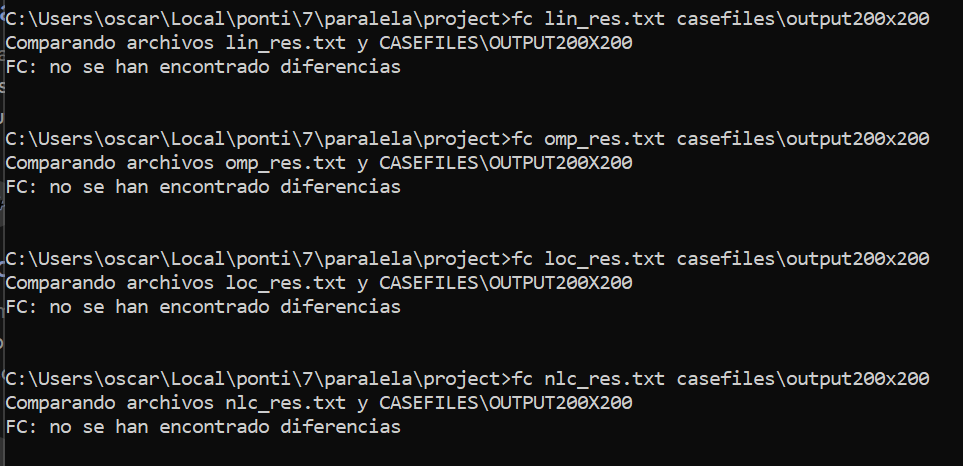 C:\Users\oscar\Local\ponti\7\paralela\project>fc lin_res.txt casefiles\output200x200
Comparando archivos lin_res.txt y CASEFILES\OUTPUT200X200
FC: no se han encontrado diferencias
C:\Users\oscar\Local\ponti\7\paralela\project>fc omp_res.txt casefiles\output200x200
Comparando archivos omp_res.txt y CASEFILES\OUTPUT200X200
FC: no se han encontrado diferencias
C:\Users\oscar\Local\ponti\7\paralela\project>fc loc_res.txt casefiles\output200x200
Comparando archivos loc_res.txt y CASEFILES\OUTPUT200X200
FC: no se han encontrado diferencias
C:\Users\oscar\Local\ponti\7\paralela\project>fc nlc_res.txt casefiles\output200x200
Comparando archivos nlc_res.txt y CASEFILES\OUTPUT200X200
FC: no se han encontrado diferencias